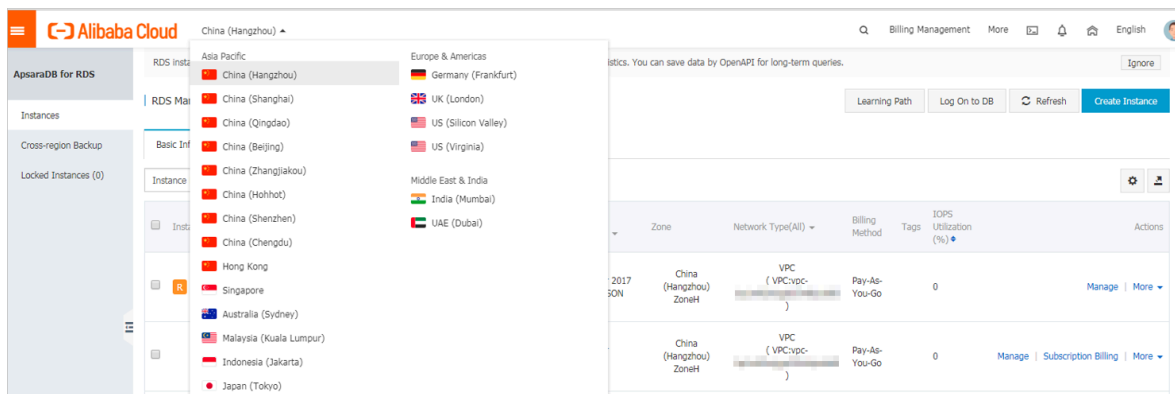 Alibaba Cloud
China (Hangzhou)
Billing Management
More
English
ApsaraDB for RDS
Instances
Cross-region Backup
Locked Instances (0)
RDS insta
istics. You can save data by OpenAPI for long-term queries.
Ignore
RDS Mar
Learning Path
Log On to DB
Refresh
Create Instance
Basic Inf
Instance
Asia Pacific
China (Hangzhou)
China (Shanghai)
China (Qingdao)
China (Beijing)
China (Zhangjiakou)
China (Hohhot)
China (Shenzhen)
China (Chengdu)
Hong Kong
Singapore
Australia (Sydney)
Malaysia (Kuala Lumpur)
Indonesia (Jakarta)
Japan (Tokyo)
Europe & Americas
Germany (Frankfurt)
UK (London)
US (Silicon Valley)
US (Virginia)
Middle East & India
India (Mumbai)
UAE (Dubai)
Insta
Zone
Network Type(All)
Billing
Method
Tags
IOPS
Utilization
(%)
Actions
R
2017
SON
China
(Hangzhou)
ZoneH
VPC
( VPC:vpc-
)
Pay-As-
You-Go
0
Manage | More
China
(Hangzhou)
ZoneH
VPC
( VPC:vpc-
)
Pay-As-
You-Go
0
Manage | Subscription Billing | More